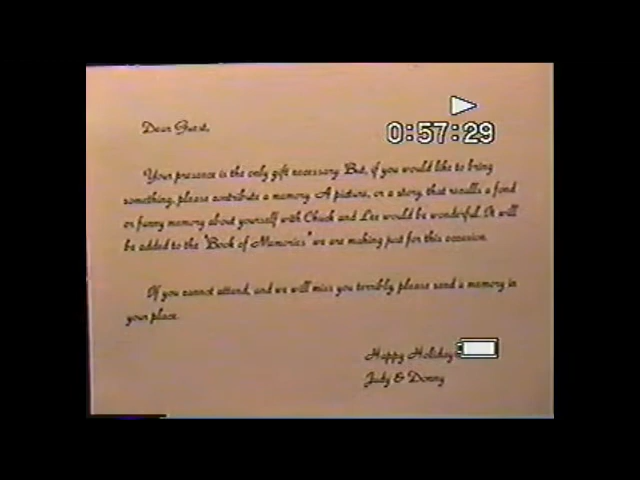 Dear Guest,
0:57:29
Your presence is the only gift necessary. But, if you would like to bring
something, please contribute a memory. A picture, or a story that recalls a fond
or funny memory about yourself with Chuck and Lee would be wonderful. It will
be added to the "Book of Memories" we are making just for this occasion.
If you cannot attend, and we will miss you terribly, please send a memory in
your place.
Happy Holiday
Judy & Donny